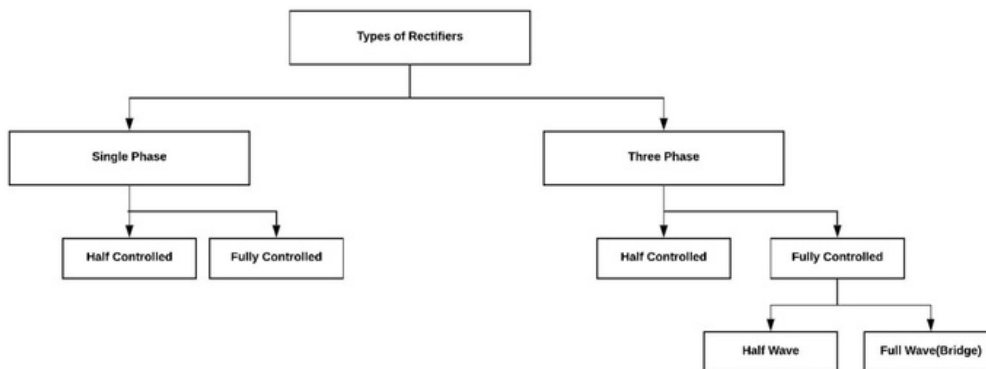 Types of Rectifiers
Single Phase
Three Phase
Half Controlled
Fully Controlled
Half Controlled
Fully Controlled
Half Wave
Full Wave(Bridge)